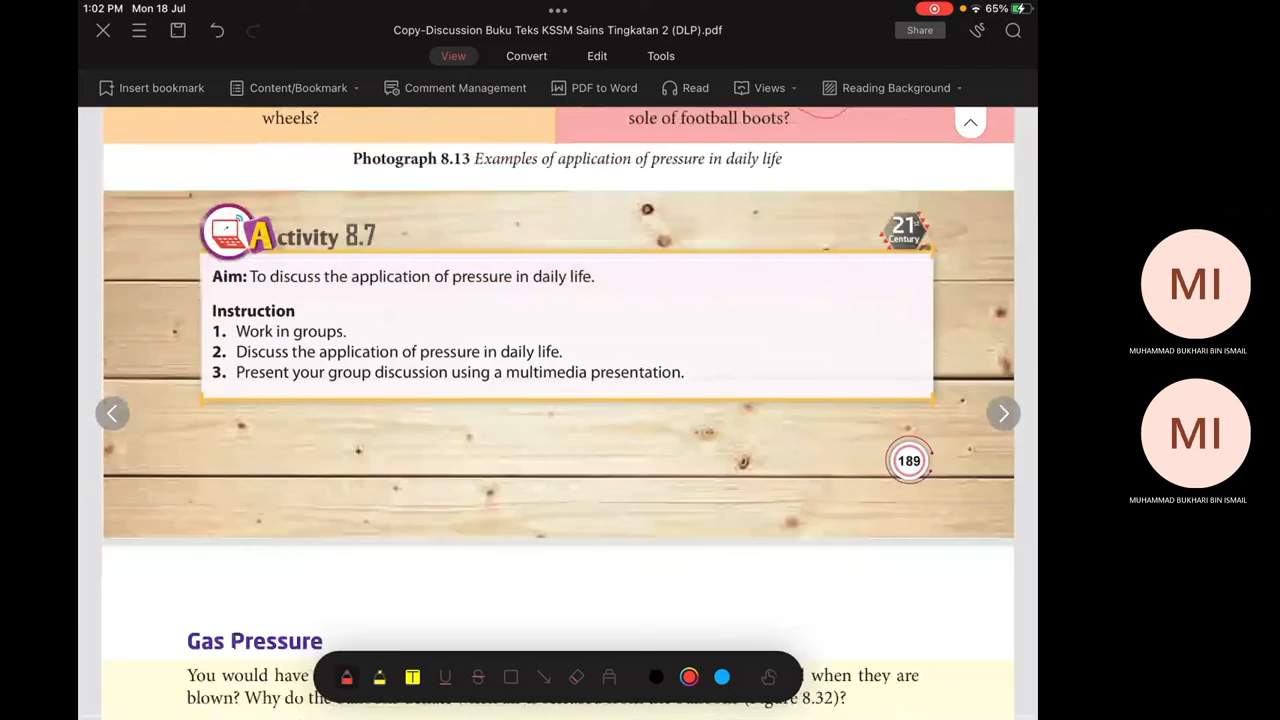 1:02 PM Mon 18 Jul
65%
Copy-Discussion Buku Teks KSSM Sains Tingkatan 2 (DLP).pdf
Share
View Convert Edit Tools
Insert bookmark Content/Bookmark Comment Management PDF to Word Read Views Reading Background
wheels?
sole of football boots?
Photograph 8.13 Examples of application of pressure in daily life
Activity 8.7
21st
Century
Aim: To discuss the application of pressure in daily life.
Instruction
1. Work in groups.
2. Discuss the application of pressure in daily life.
3. Present your group discussion using a multimedia presentation.
189
Gas Pressure
You would have
when they are
blown? Why do the
8.32)?
T
U
S
MI
MUHAMMAD BUKHARI BIN ISMAIL
MI
MUHAMMAD BUKHARI BIN ISMAIL